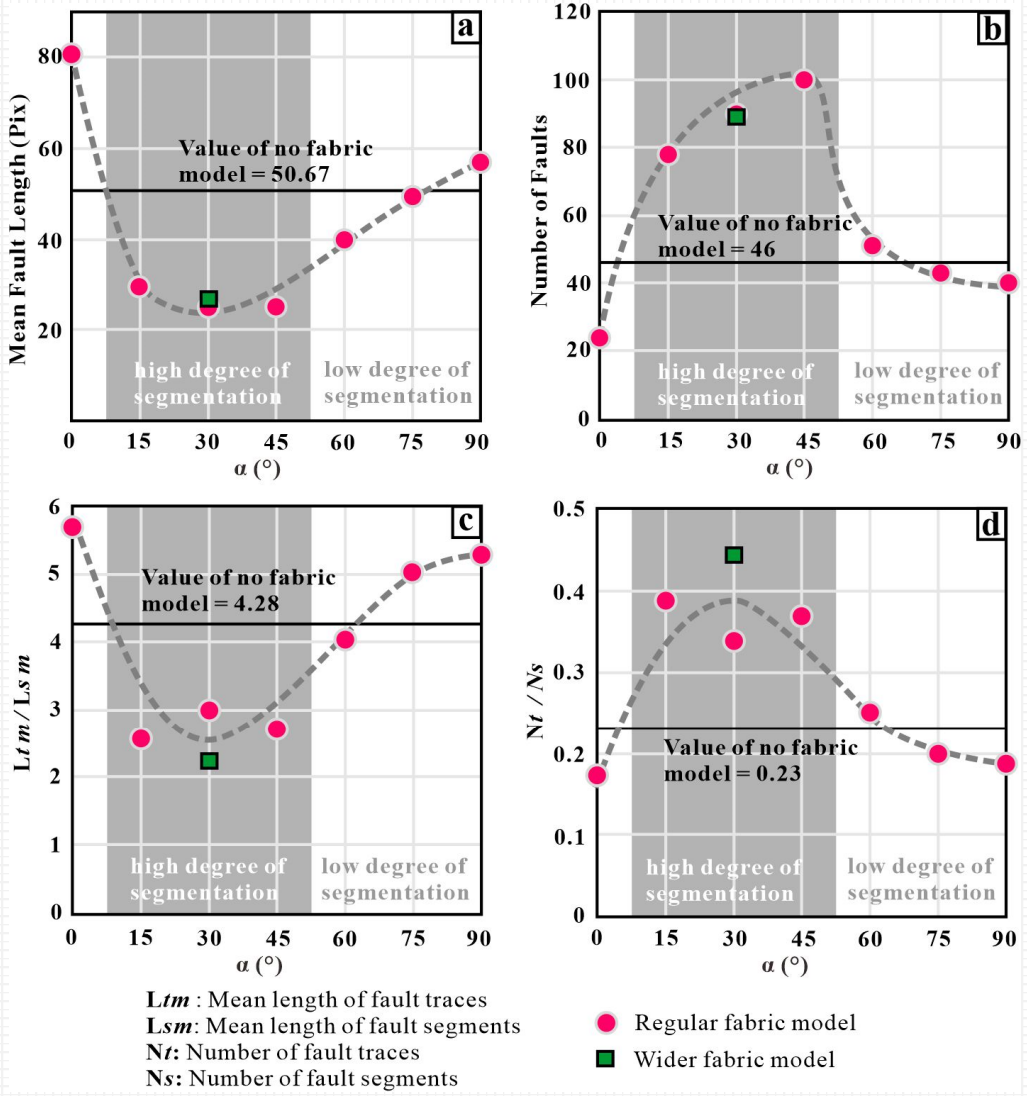 a
Mean Fault Length (Pix)
80
60
40
20
Value of no fabric
model = 50.67
high degree of
segmentation
low degree of
segmentation
0 15 30 45 60 75 90
α (°)
b
Number of Faults
120
100
80
60
40
20
0
Value of no fabric
model = 46
high degree of
segmentation
low degree of
segmentation
0 15 30 45 60 75 90
α (°)
c
Ltm / Lsm
6
5
4
3
2
1
0
Value of no fabric
model = 4.28
high degree of
segmentation
low degree of
segmentation
0 15 30 45 60 75 90
α (°)
d
Nt / Ns
0.5
0.4
0.3
0.2
0.1
0
Value of no fabric
model = 0.23
high degree of
segmentation
low degree of
segmentation
0 15 30 45 60 75 90
α (°)
Ltm : Mean length of fault traces
Lsm: Mean length of fault segments
Nt: Number of fault traces
Ns: Number of fault segments
Regular fabric model
Wider fabric model